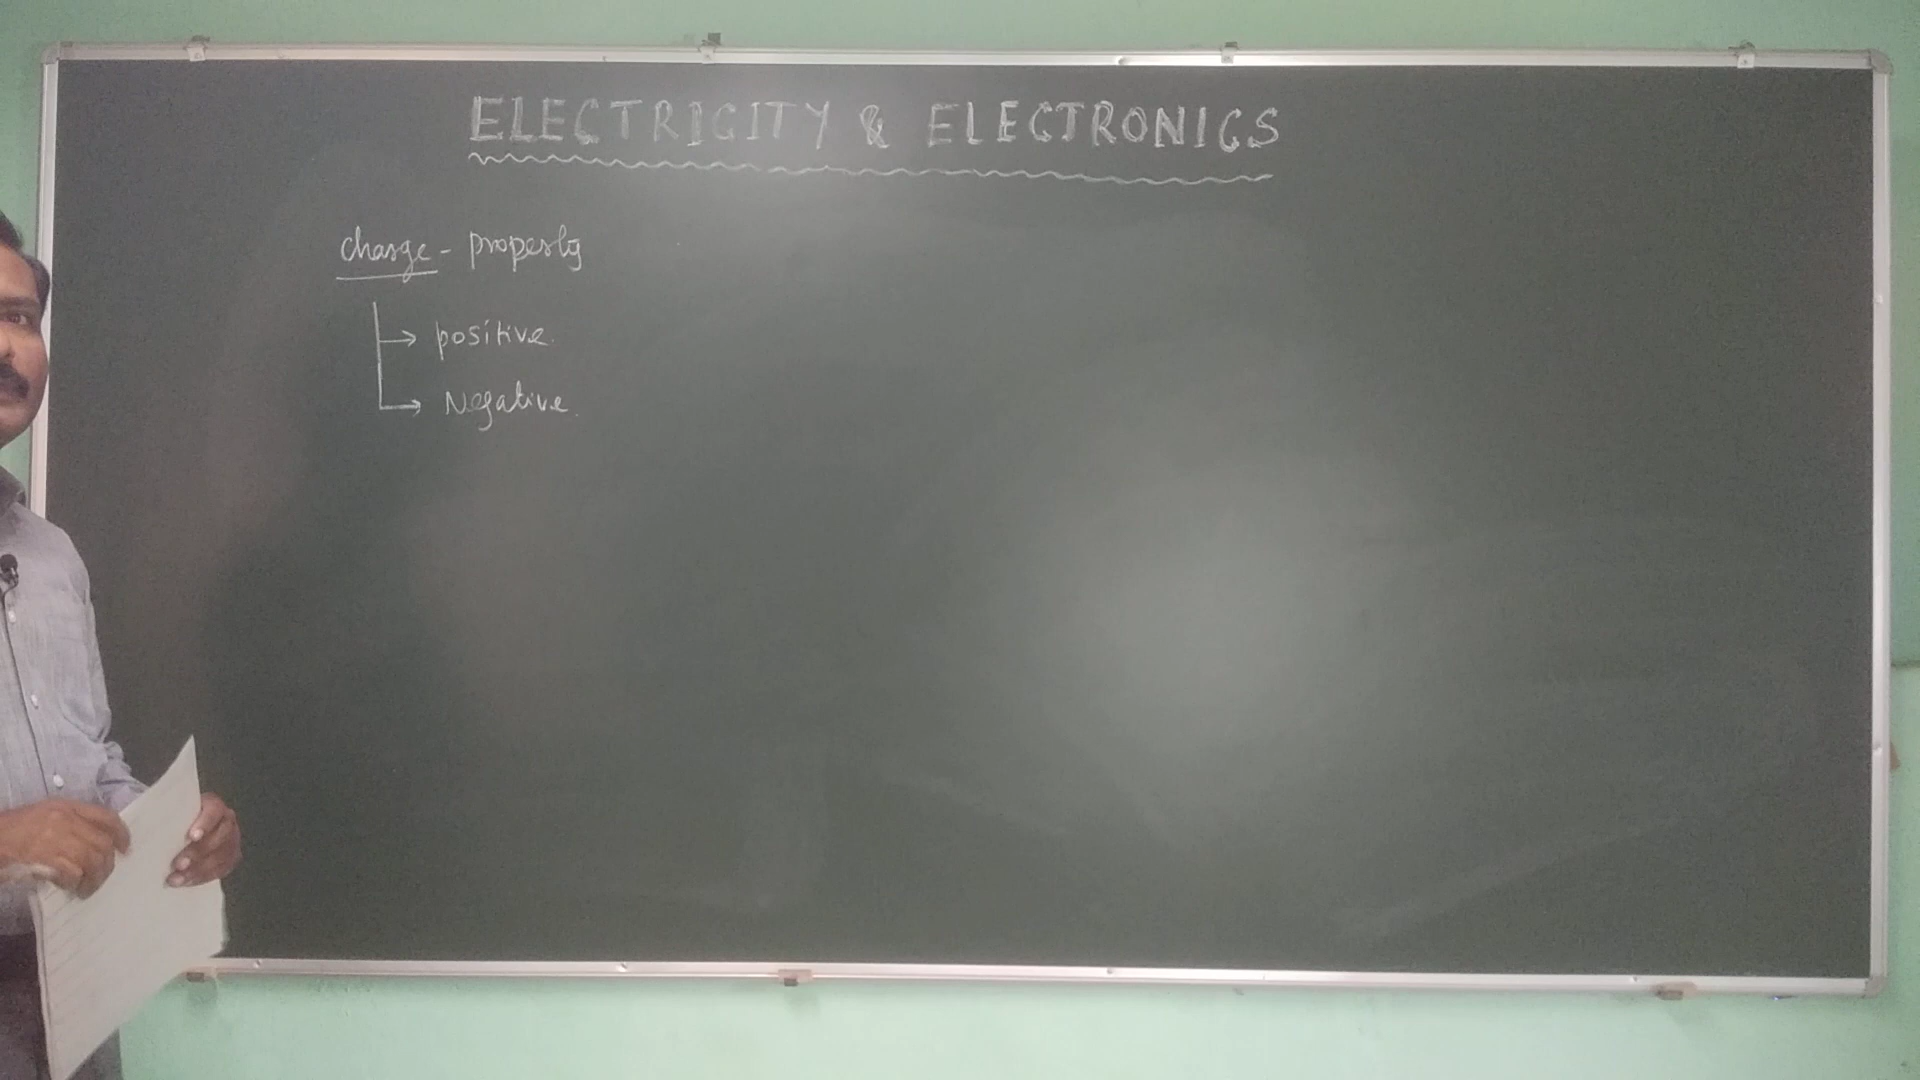 ELECTRICITY & ELECTRONICS
charge - property
→ positive.
→ Negative.